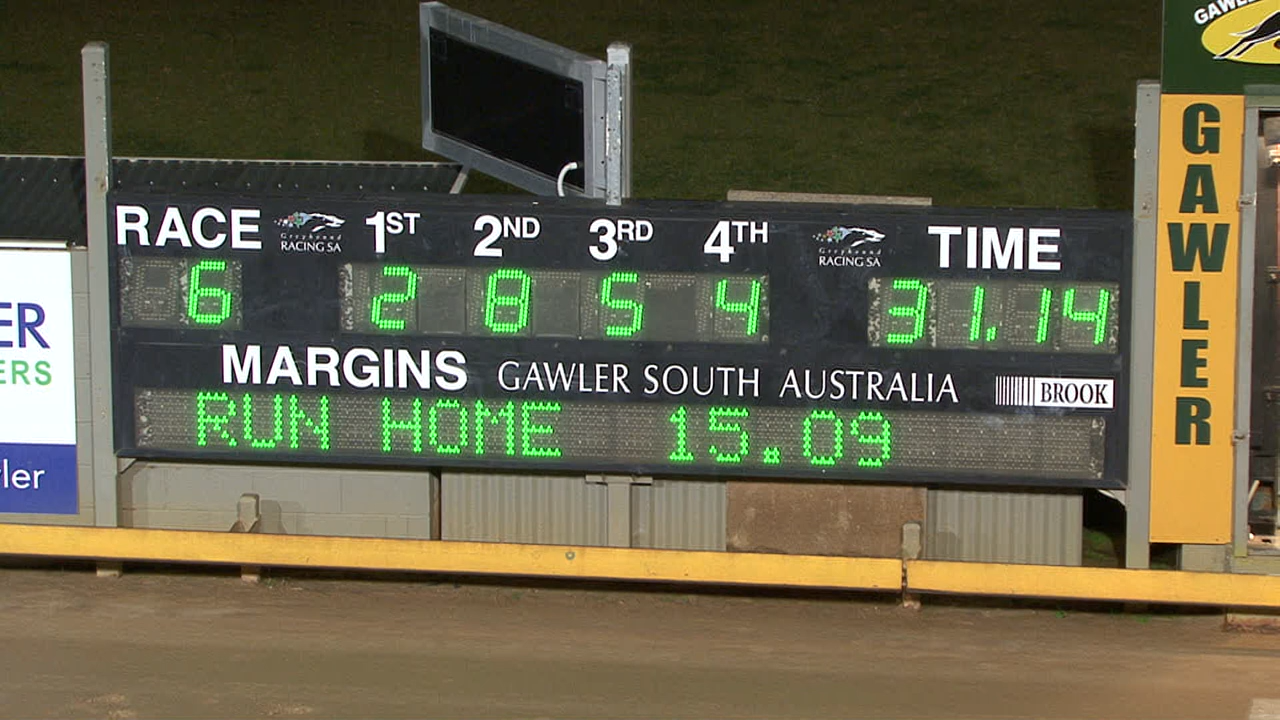 GAWLER
RACE 1ST 2ND 3RD 4TH TIME
Greyhound RACING SA Greyhound RACING SA
6 2 8 5 4 31.14
MARGINS GAWLER SOUTH AUSTRALIA BROOK
RUN HOME 15.09
ER
ERS
ler